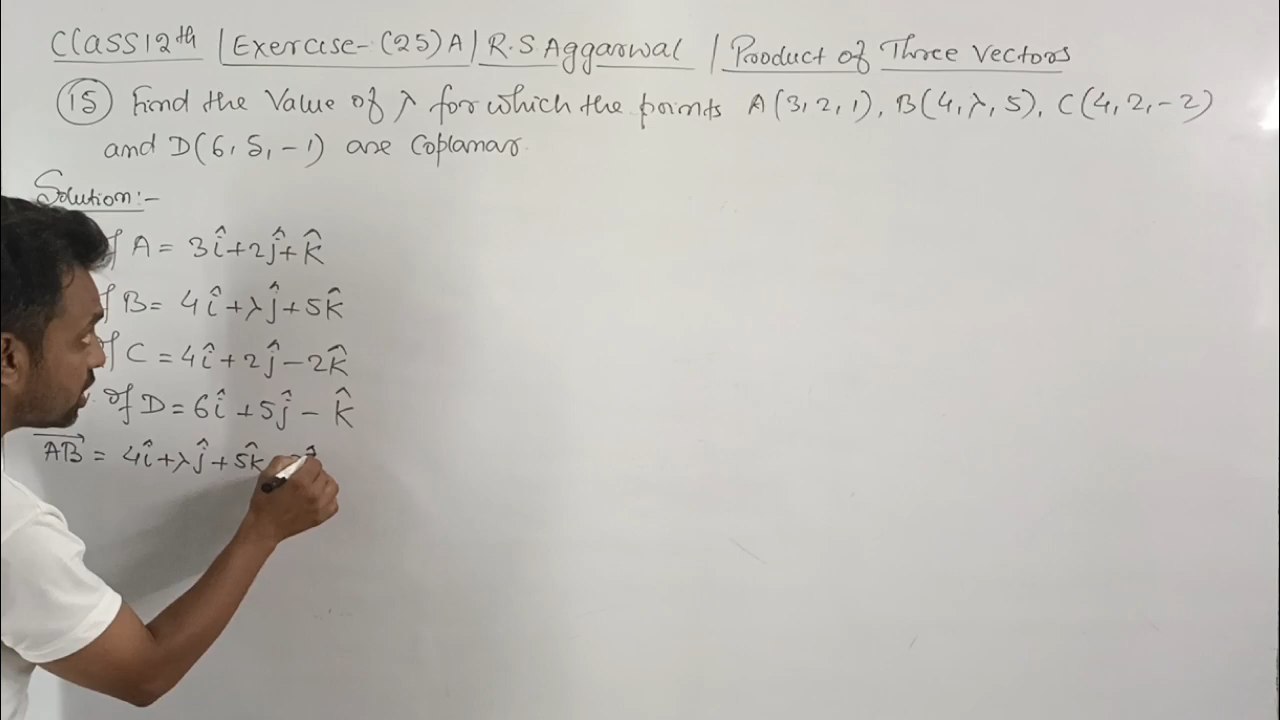 Class 12th | Exercise-(25)A | R.S Aggarwal | Product of Three vectors
(15) Find the Value of λ for which the points A(3,2,1), B(4,λ,5), C(4,2,-2)
and D(6,5,-1) are Coplanar.
Solution:-
f A = 3î+2ĵ+k̂
f B = 4î+λĵ+5k̂
of C = 4î+2ĵ-2k̂
of D = 6î+5ĵ-k̂
A͞B⃗ = 4î+λĵ+5k̂